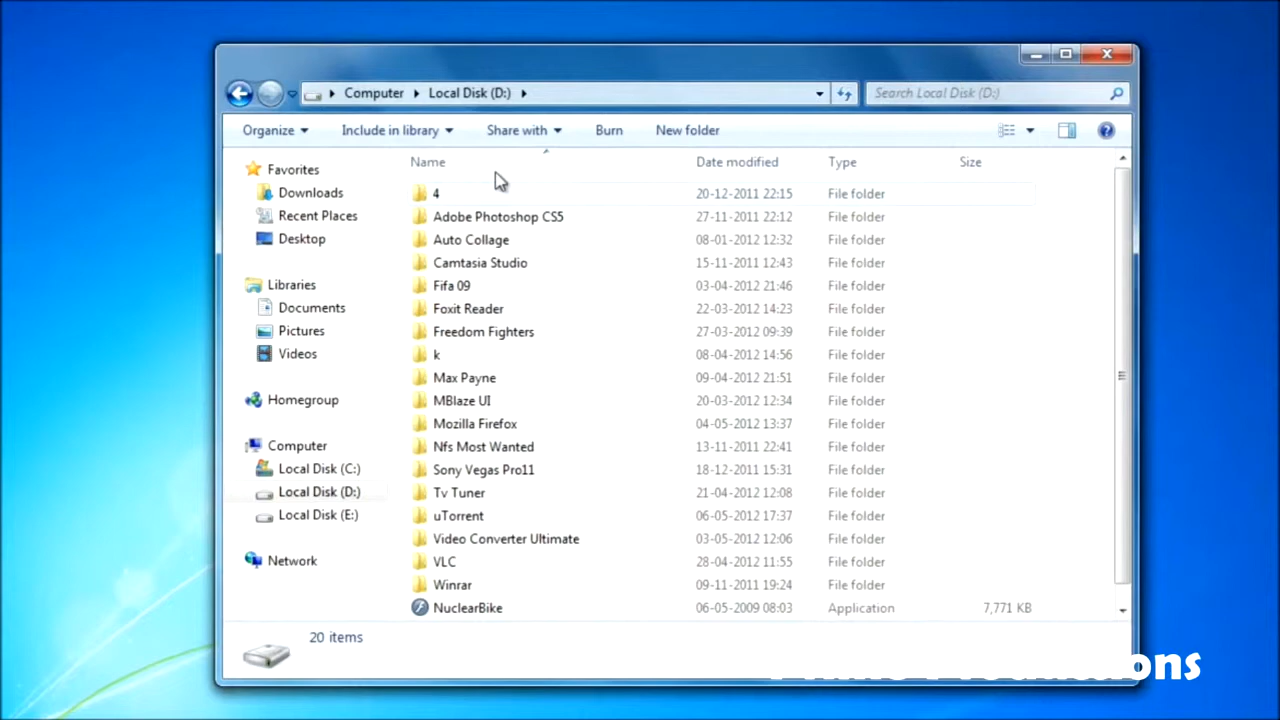 Computer Local Disk (D:) Search Local Disk (D:)
Organize Include in library Share with Burn New folder
Name Date modified Type Size
Favorites
Downloads
Recent Places
Desktop
Libraries
Documents
Pictures
Videos
Homegroup
Computer
Local Disk (C:)
Local Disk (D:)
Local Disk (E:)
Network
4 20-12-2011 22:15 File folder
Adobe Photoshop CS5 27-11-2011 22:12 File folder
Auto Collage 08-01-2012 12:32 File folder
Camtasia Studio 15-11-2011 12:43 File folder
Fifa 09 03-04-2012 21:46 File folder
Foxit Reader 22-03-2012 14:23 File folder
Freedom Fighters 27-03-2012 09:39 File folder
k 08-04-2012 14:56 File folder
Max Payne 09-04-2012 21:51 File folder
MBlaze UI 20-03-2012 12:34 File folder
Mozilla Firefox 04-05-2012 13:37 File folder
Nfs Most Wanted 13-11-2011 22:41 File folder
Sony Vegas Pro11 18-12-2011 15:31 File folder
Tv Tuner 21-04-2012 12:08 File folder
uTorrent 06-05-2012 17:37 File folder
Video Converter Ultimate 03-05-2012 12:06 File folder
VLC 28-04-2012 11:55 File folder
Winrar 09-11-2011 19:24 File folder
NuclearBike 06-05-2009 08:03 Application 7,771 KB
20 items